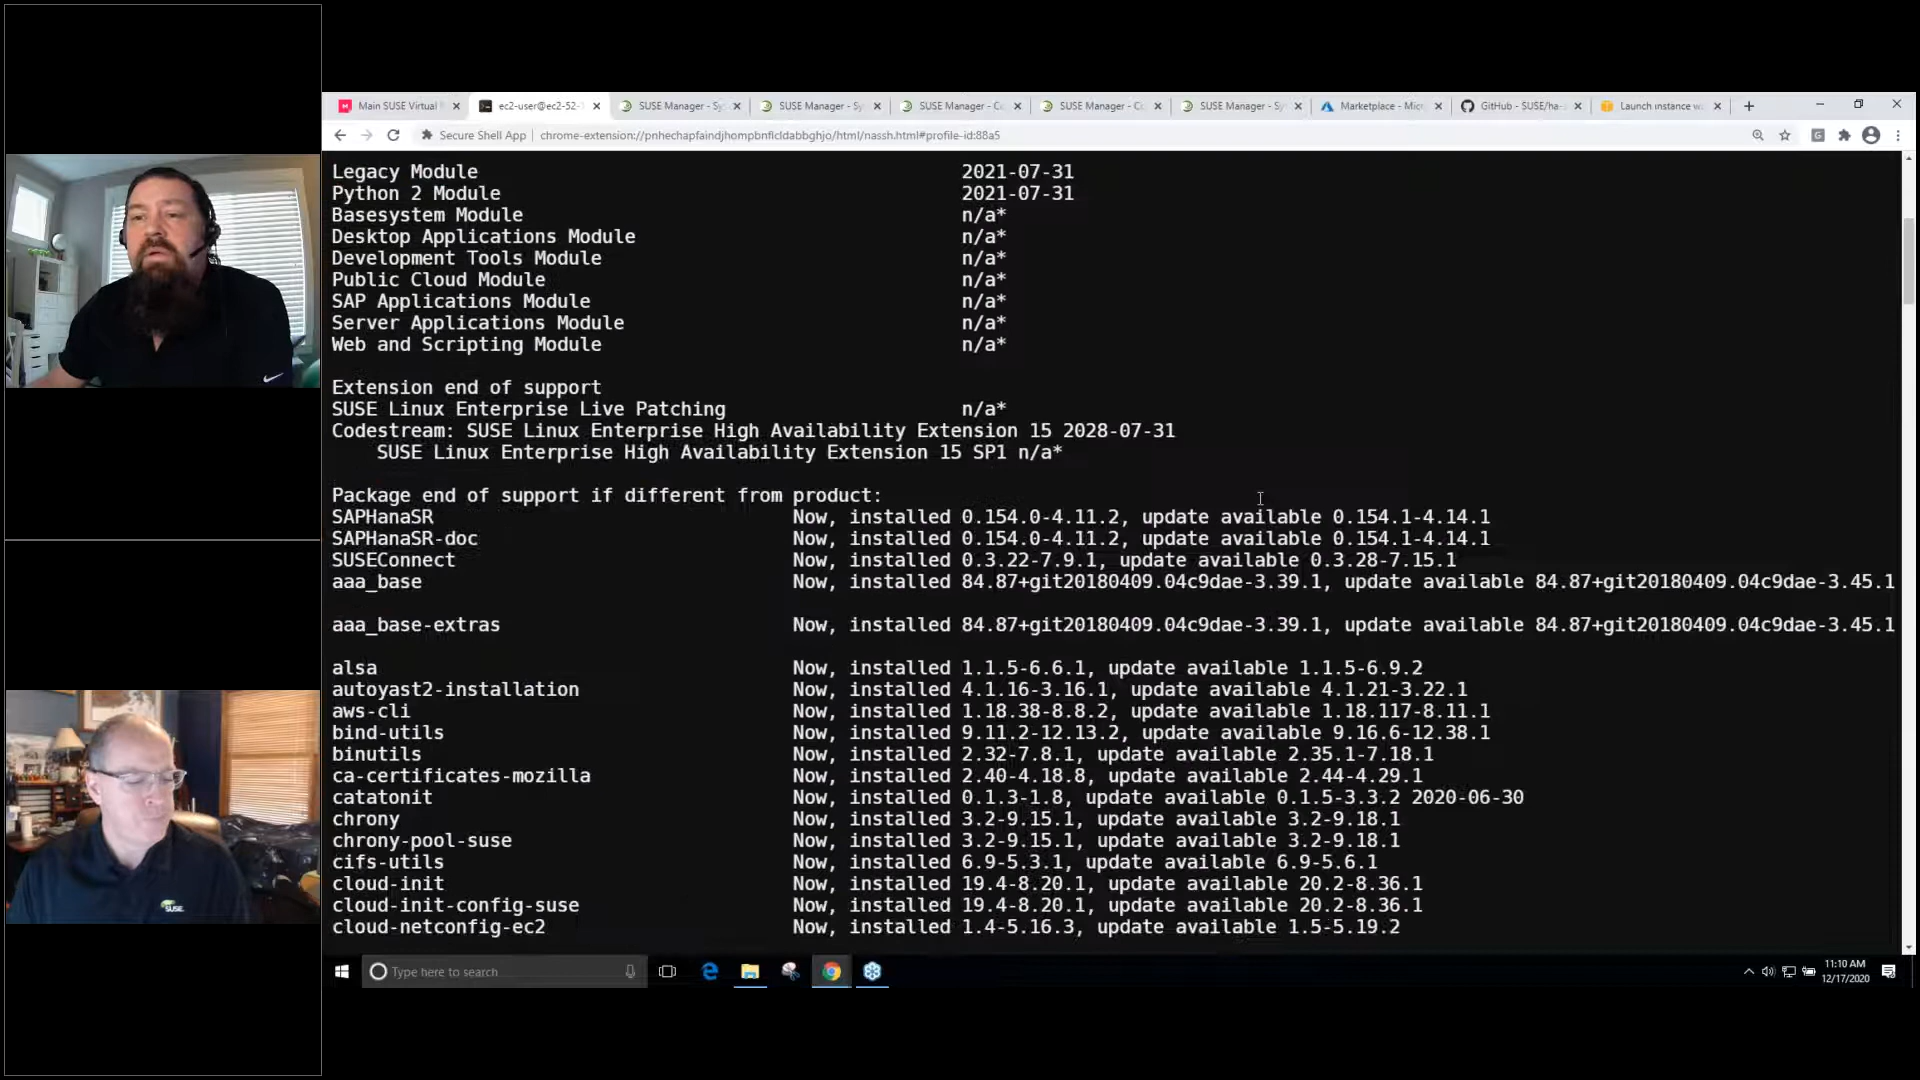 Main SUSE Virtual
ec2-user@ec2-52-
SUSE Manager - Sy
SUSE Manager - Sy
SUSE Manager - C
SUSE Manager - C
SUSE Manager - Sy
Marketplace - Micr
GitHub - SUSE/ha-
Launch instance w
Secure Shell App | chrome-extension://pnhechapfaindjhompbnflcldabbghjo/html/nassh.html#profile-id:88a5
Legacy Module 2021-07-31
Python 2 Module 2021-07-31
Basesystem Module n/a*
Desktop Applications Module n/a*
Development Tools Module n/a*
Public Cloud Module n/a*
SAP Applications Module n/a*
Server Applications Module n/a*
Web and Scripting Module n/a*
Extension end of support
SUSE Linux Enterprise Live Patching n/a*
Codestream: SUSE Linux Enterprise High Availability Extension 15 2028-07-31
SUSE Linux Enterprise High Availability Extension 15 SP1 n/a*
Package end of support if different from product:
SAPHanaSR Now, installed 0.154.0-4.11.2, update available 0.154.1-4.14.1
SAPHanaSR-doc Now, installed 0.154.0-4.11.2, update available 0.154.1-4.14.1
SUSEConnect Now, installed 0.3.22-7.9.1, update available 0.3.28-7.15.1
aaa_base Now, installed 84.87+git20180409.04c9dae-3.39.1, update available 84.87+git20180409.04c9dae-3.45.1
aaa_base-extras Now, installed 84.87+git20180409.04c9dae-3.39.1, update available 84.87+git20180409.04c9dae-3.45.1
alsa Now, installed 1.1.5-6.6.1, update available 1.1.5-6.9.2
autoyast2-installation Now, installed 4.1.16-3.16.1, update available 4.1.21-3.22.1
aws-cli Now, installed 1.18.38-8.8.2, update available 1.18.117-8.11.1
bind-utils Now, installed 9.11.2-12.13.2, update available 9.16.6-12.38.1
binutils Now, installed 2.32-7.8.1, update available 2.35.1-7.18.1
ca-certificates-mozilla Now, installed 2.40-4.18.8, update available 2.44-4.29.1
catatonit Now, installed 0.1.3-1.8, update available 0.1.5-3.3.2 2020-06-30
chrony Now, installed 3.2-9.15.1, update available 3.2-9.18.1
chrony-pool-suse Now, installed 3.2-9.15.1, update available 3.2-9.18.1
cifs-utils Now, installed 6.9-5.3.1, update available 6.9-5.6.1
cloud-init Now, installed 19.4-8.20.1, update available 20.2-8.36.1
cloud-init-config-suse Now, installed 19.4-8.20.1, update available 20.2-8.36.1
cloud-netconfig-ec2 Now, installed 1.4-5.16.3, update available 1.5-5.19.2
SUSE
Type here to search
11:10 AM
12/17/2020